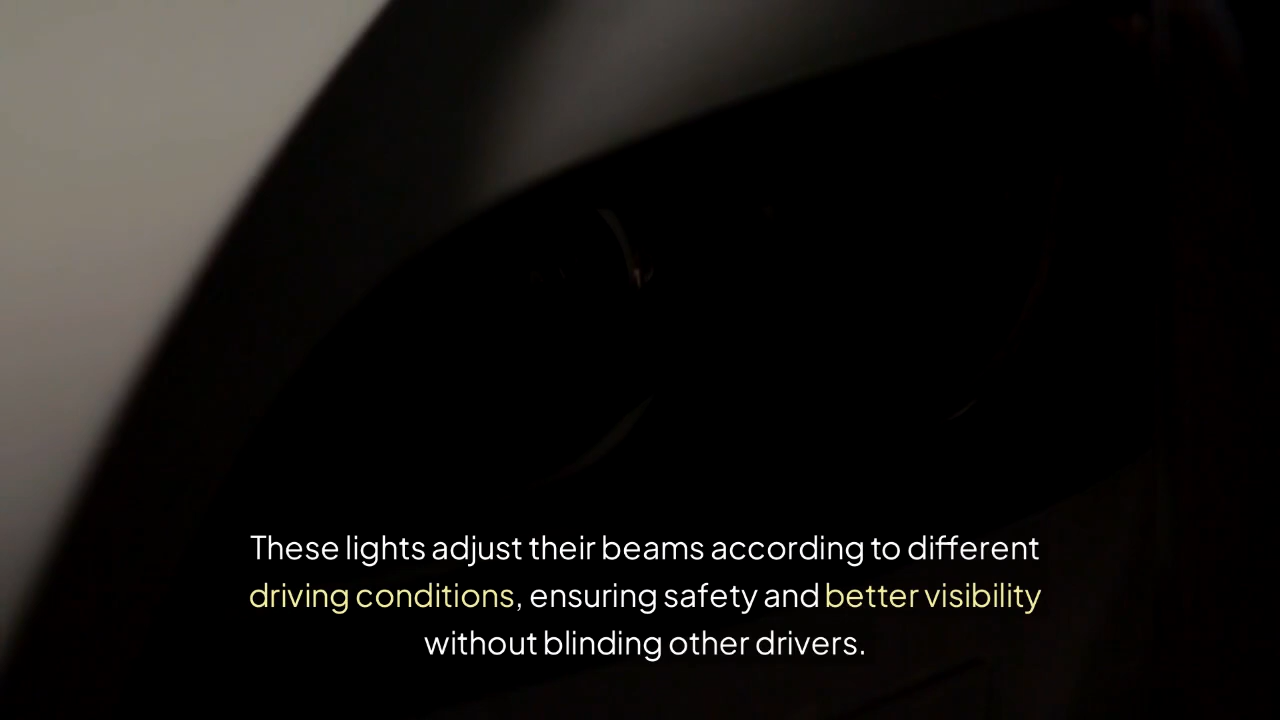 These lights adjust their beams according to different
driving conditions, ensuring safety and better visibility
without blinding other drivers.